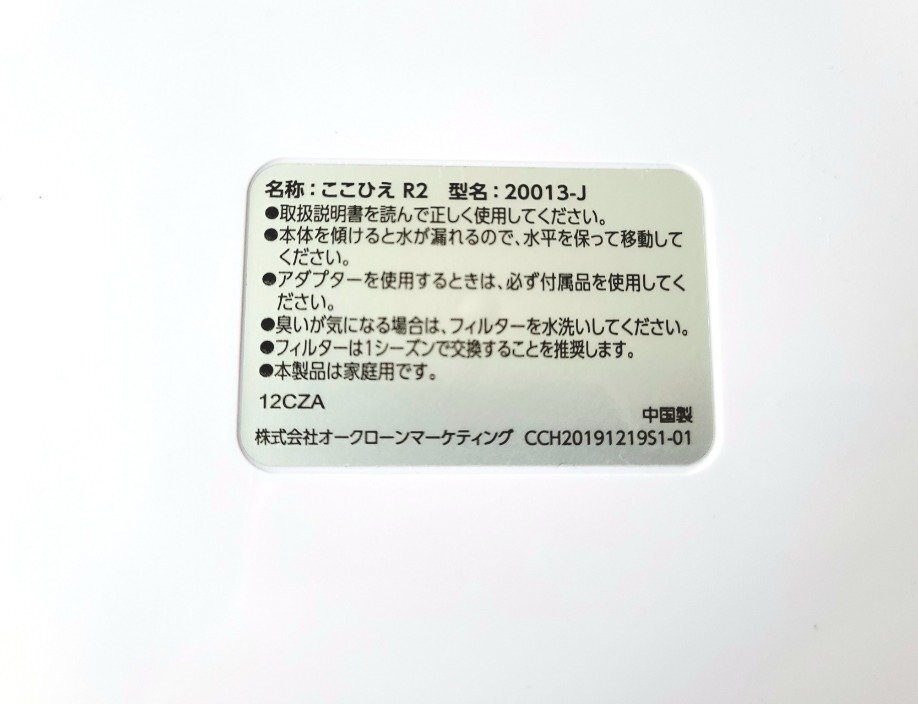 名称：ここひえ R2　型名：20013-J
●取扱説明書を読んで正しく使用してください。
●本体を傾けると水が漏れるので、水平を保って移動して
ください。
●アダプターを使用するときは、必ず付属品を使用してく
ださい。
●臭いが気になる場合は、フィルターを水洗いしてください。
●フィルターは1シーズンで交換することを推奨します。
●本製品は家庭用です。
12CZA
中国製
株式会社オークローンマーケティング CCH20191219S1-01